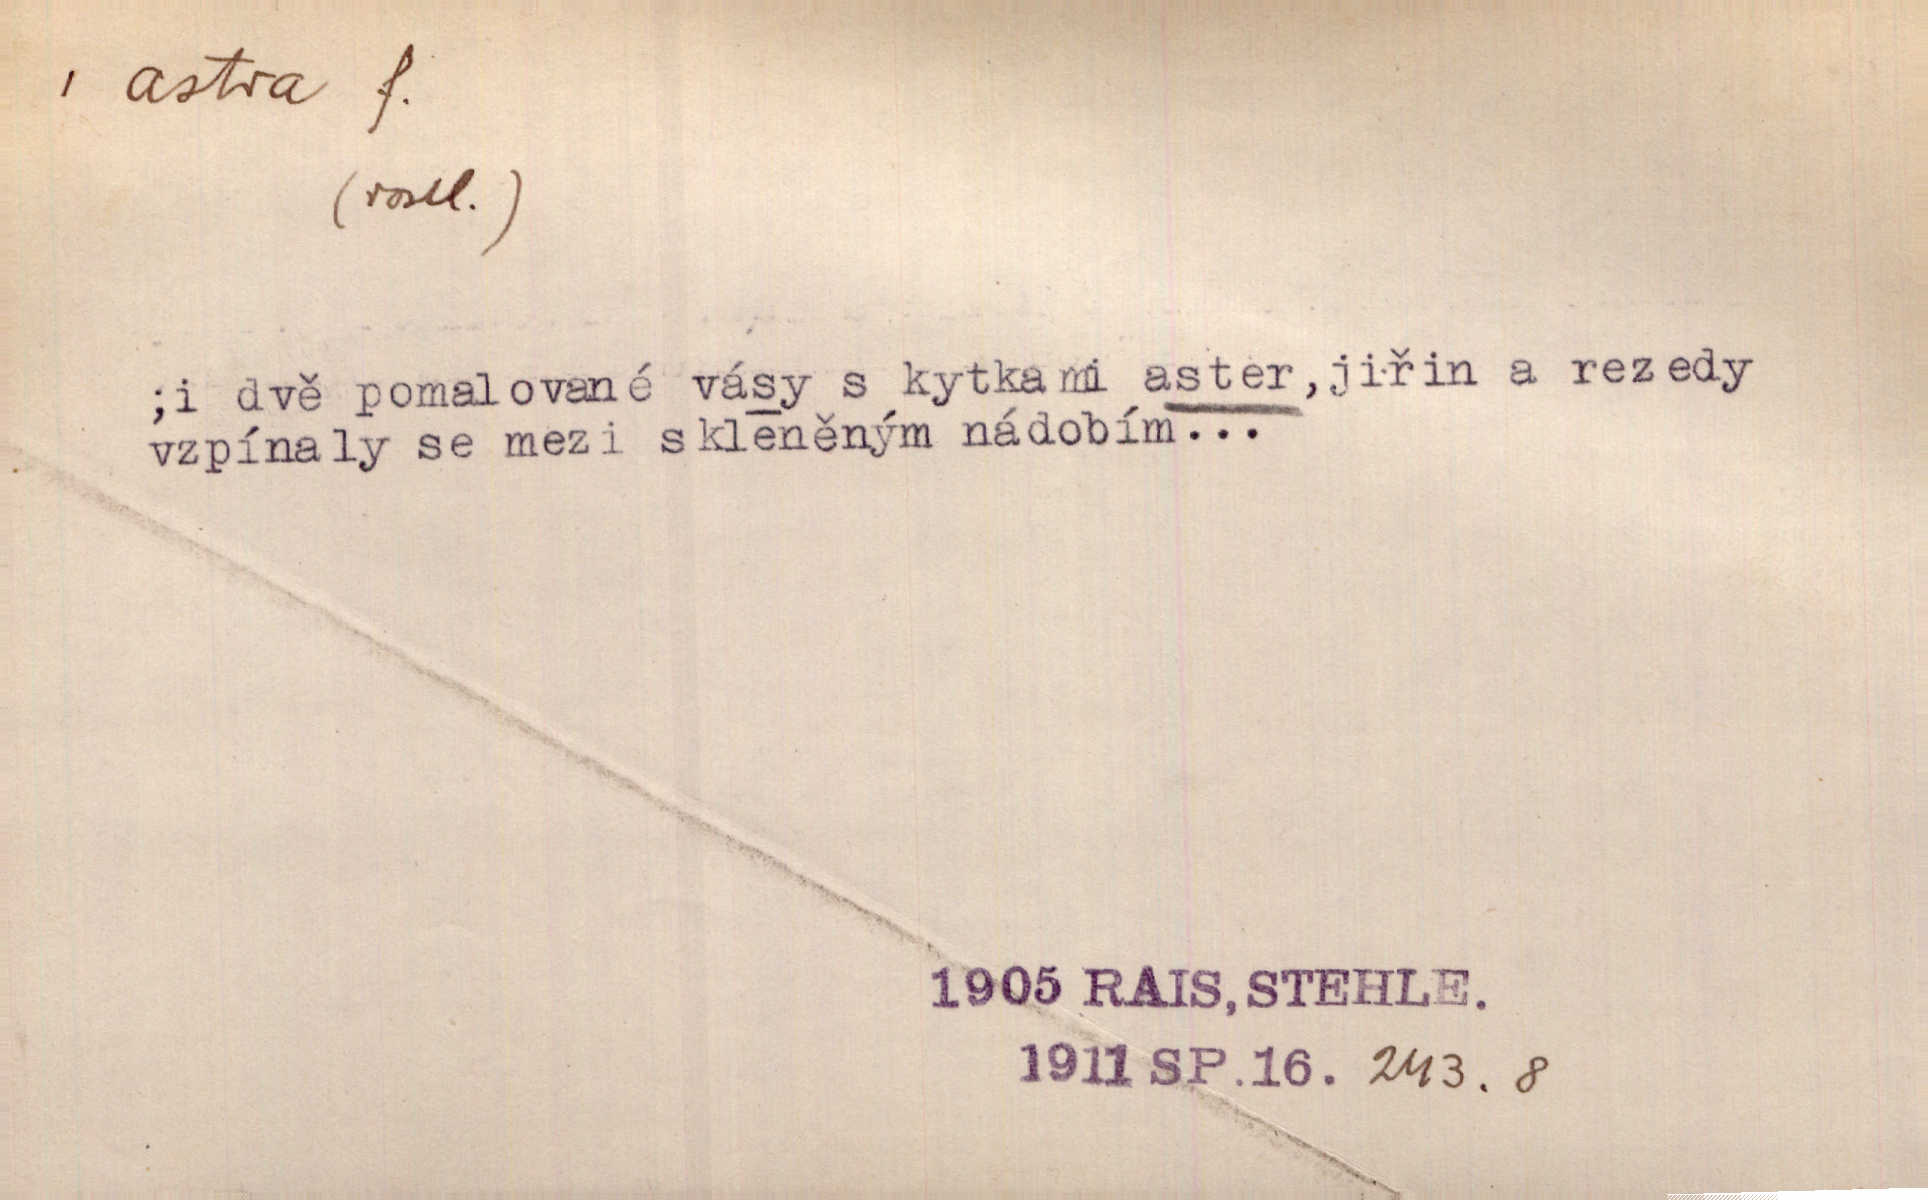 1 astra f.
(rostl.)
;i dvě pomalované vásy s kytkami aster,jiřin a rezedy
vzpínaly se mezi skleněným nádobím...
1905 RAIS,STEHLE.
1911 SP.16. 243. 8